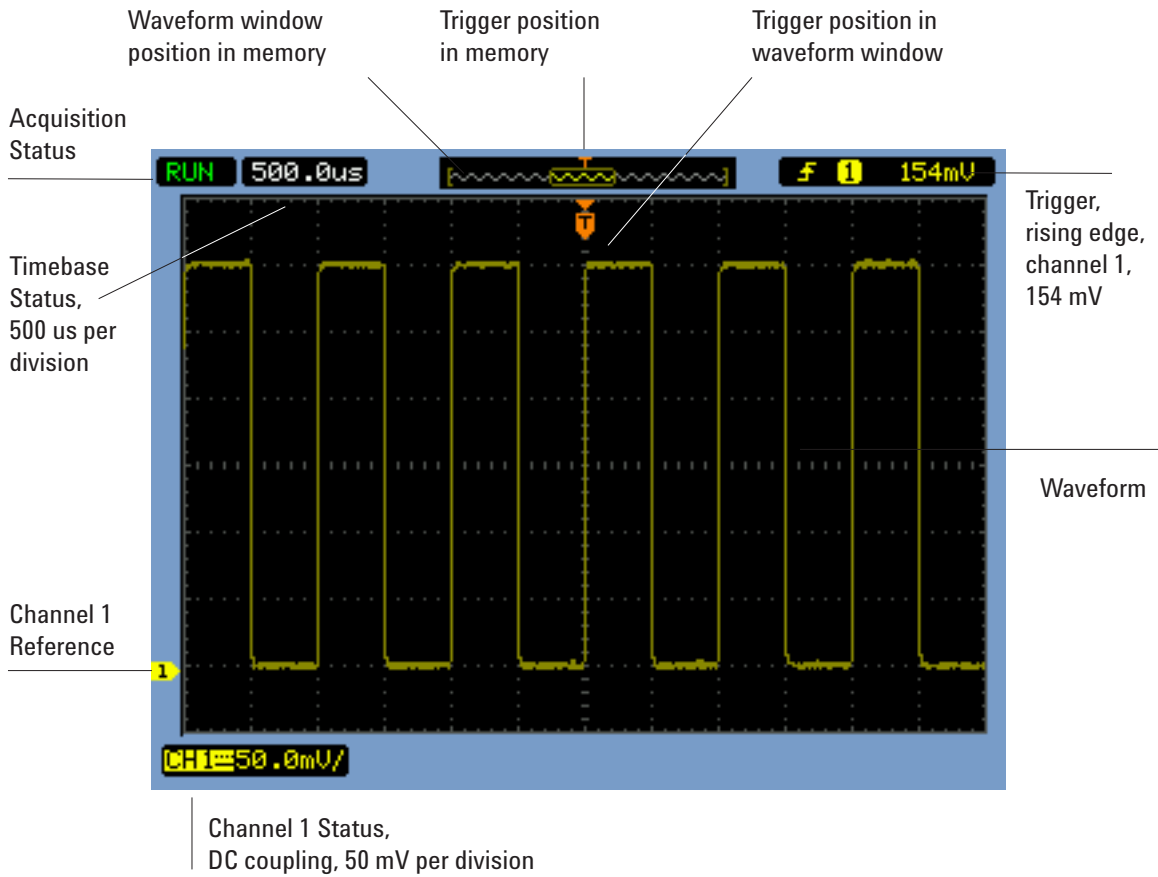 Waveform window
position in memory
Trigger position
in memory
Trigger position in
waveform window
Acquisition
Status
RUN
500.0us
T
1 154mV
Trigger,
rising edge,
channel 1,
154 mV
T
Timebase
Status,
500 us per
division
Waveform
Channel 1
Reference
1
CH1 50.0mV/
Channel 1 Status,
DC coupling, 50 mV per division